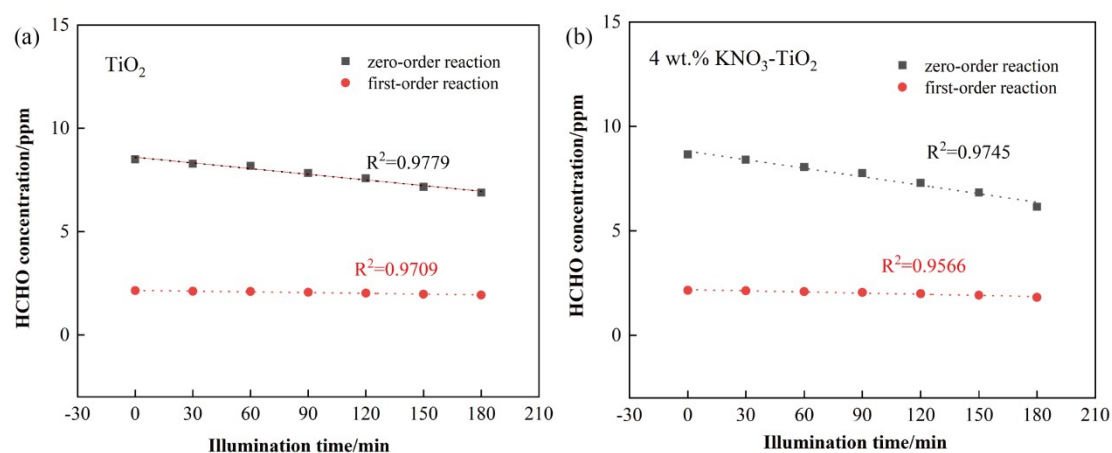 (a)
TiO₂
zero-order reaction
first-order reaction
R²=0.9779
R²=0.9709
15
10
5
0
HCHO concentration/ppm
-30 0 30 60 90 120 150 180 210
Illumination time/min
(b)
4 wt.% KNO₃-TiO₂
zero-order reaction
first-order reaction
R²=0.9745
R²=0.9566
15
10
5
0
HCHO concentration/ppm
-30 0 30 60 90 120 150 180 210
Illumination time/min